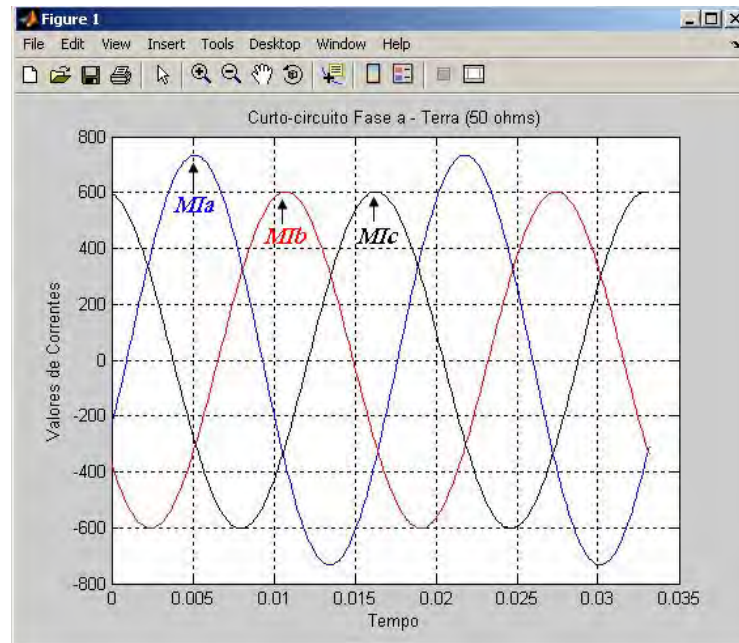 Figure 1
File Edit View Insert Tools Desktop Window Help
Curto-circuito Fase a - Terra (50 ohms)
800
600
400
200
0
-200
-400
-600
-800
Valores de Correntes
MIa
MIb
MIc
0 0.005 0.01 0.015 0.02 0.025 0.03 0.035
Tempo